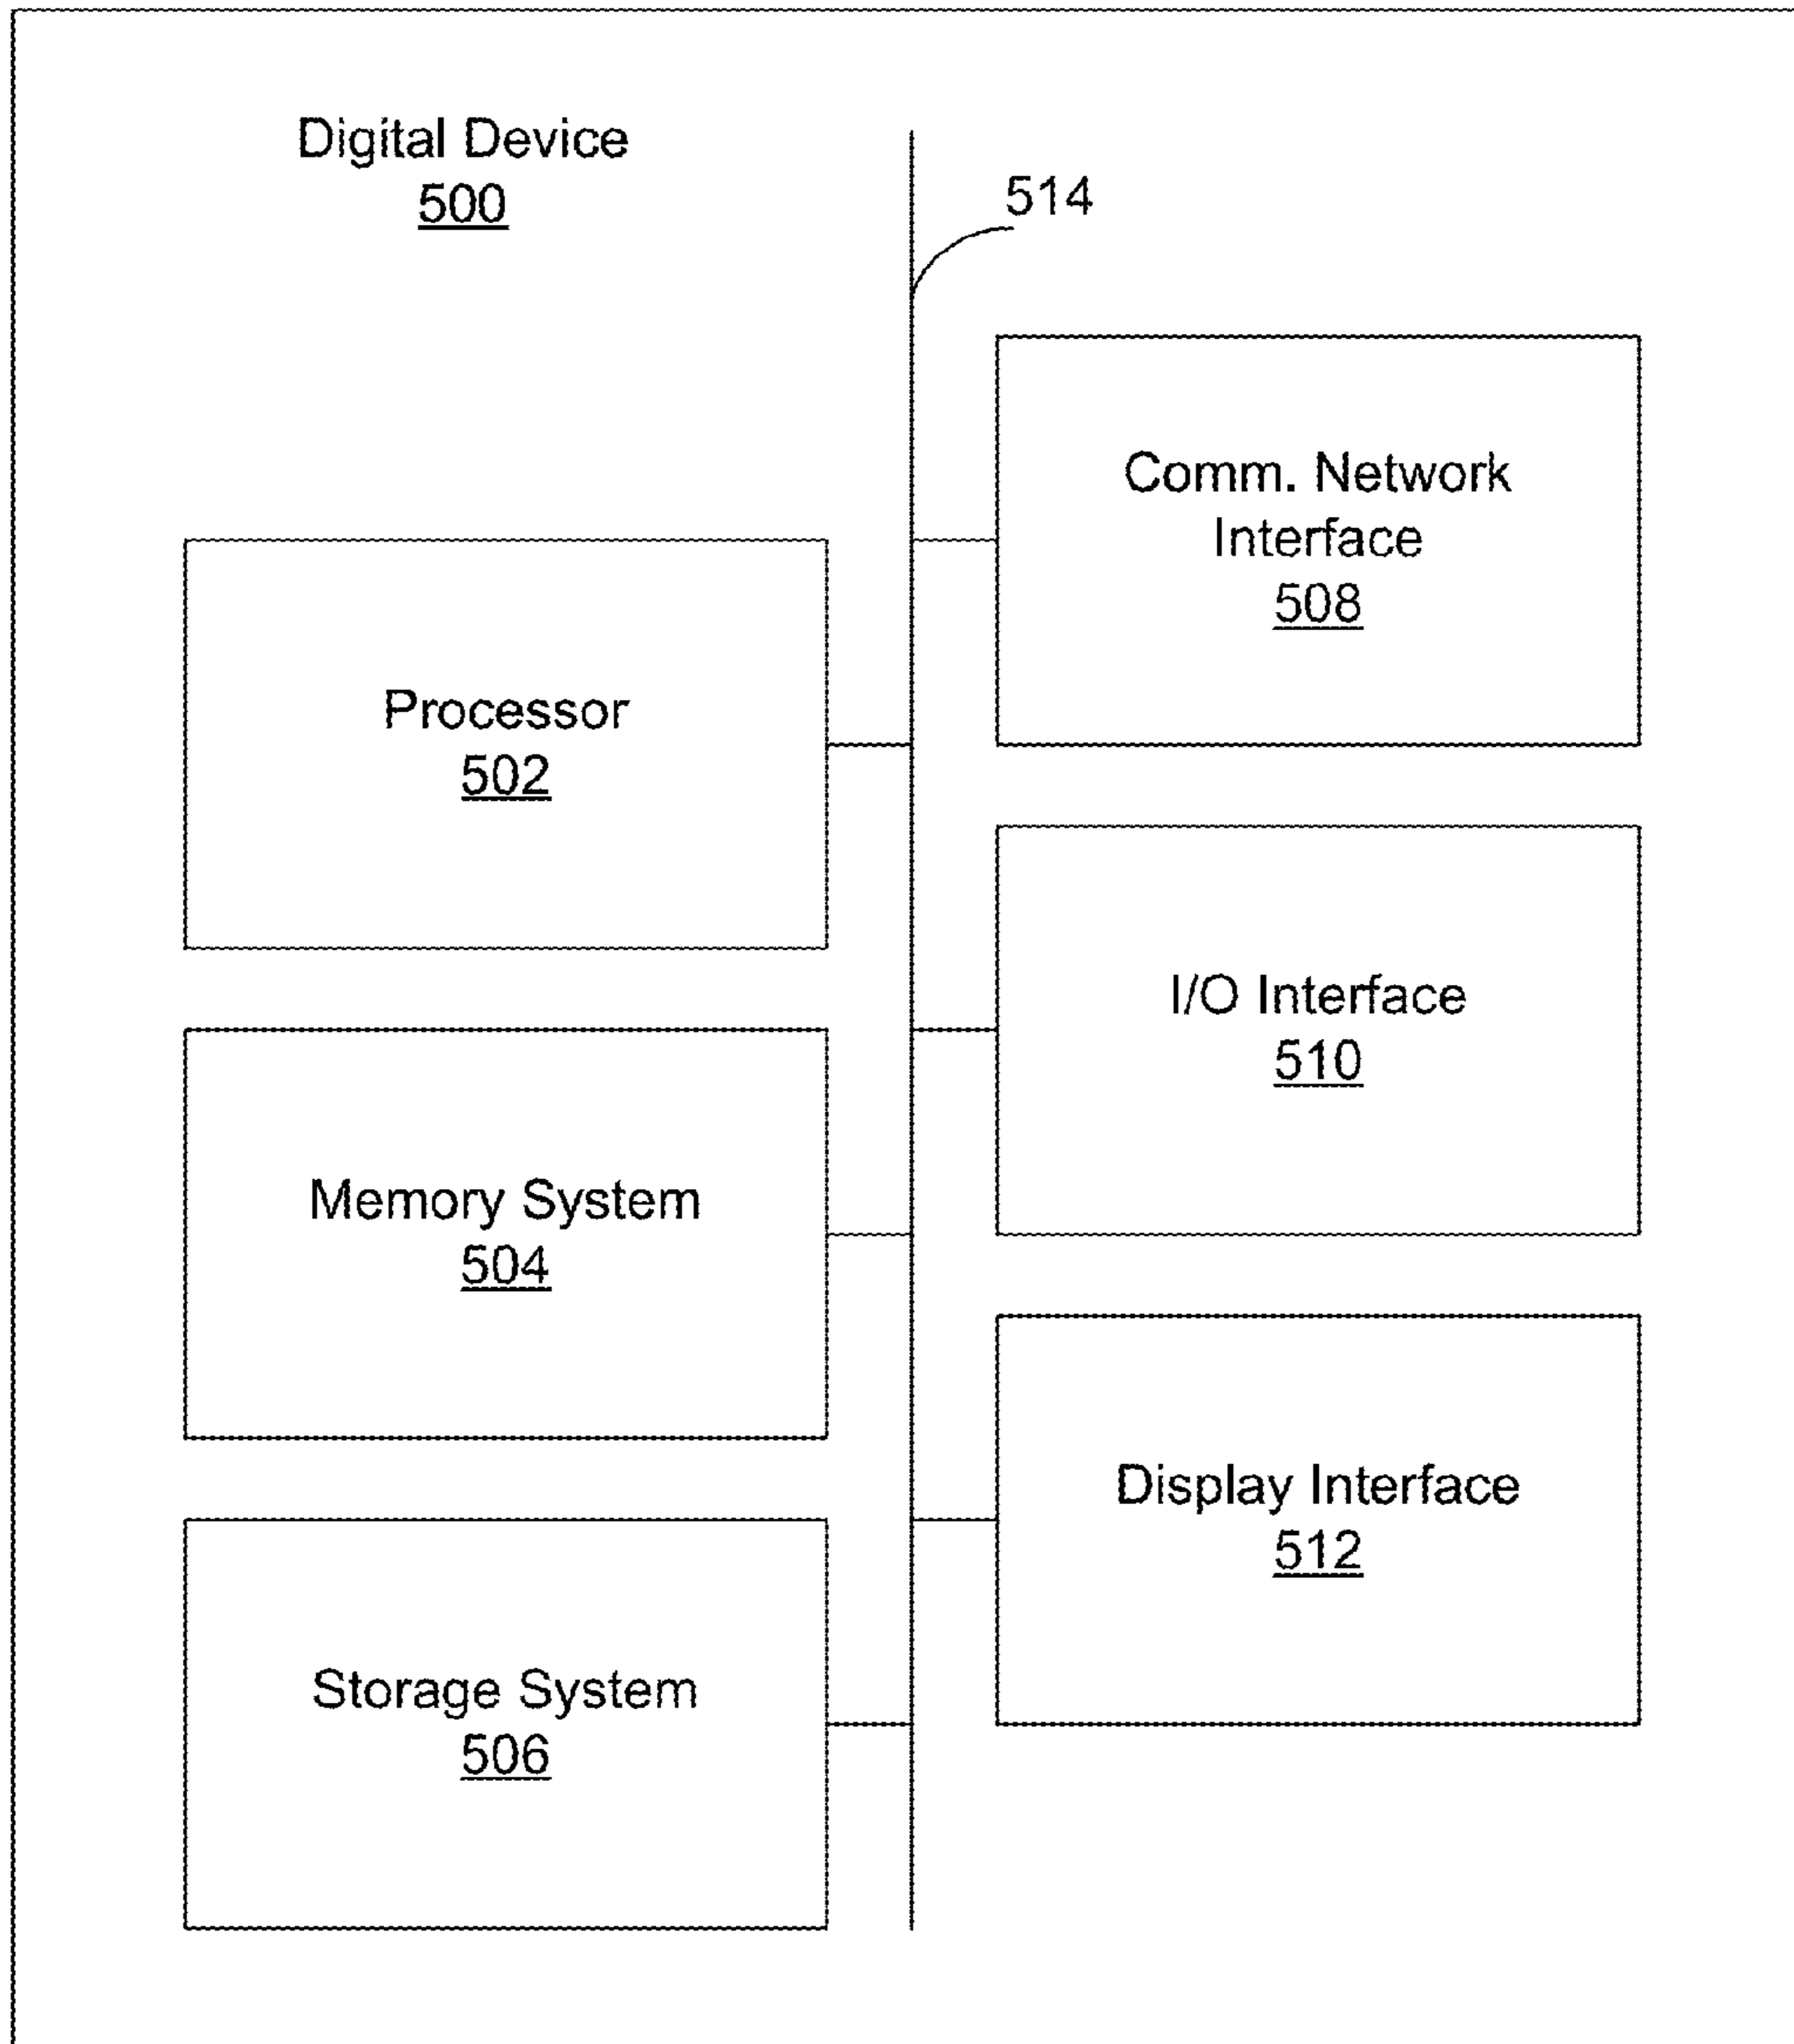 Digital Device
500
514
Comm. Network
Interface
508
Processor
502
I/O Interface
510
Memory System
504
Display Interface
512
Storage System
506